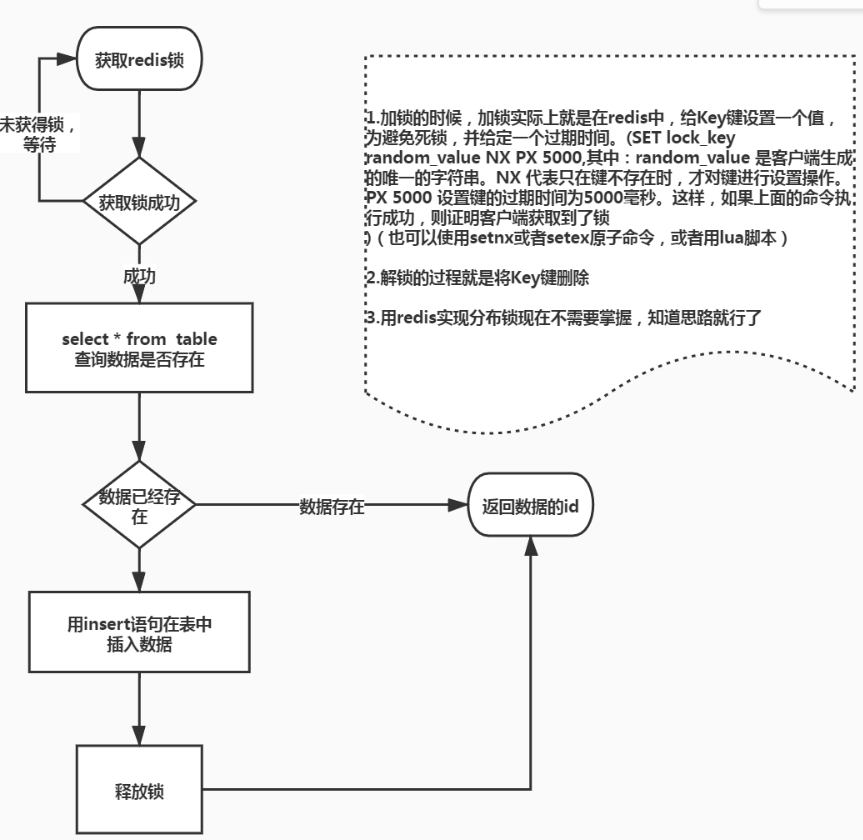 获取redis锁
未获得锁，
等待
获取锁成功
成功
select * from  table
查询数据是否存在
数据已经存
在
数据存在
返回数据的id
用insert语句在表中
插入数据
释放锁
1.加锁的时候，加锁实际上就是在redis中，给Key键设置一个值，
为避免死锁，并给定一个过期时间。(SET lock_key
random_value NX PX 5000,其中：random_value 是客户端生成
的唯一的字符串。NX 代表只在键不存在时，才对键进行设置操作。
PX 5000 设置键的过期时间为5000毫秒。这样，如果上面的命令执
行成功，则证明客户端获取到了锁
)（也可以使用setnx或者setex原子命令，或者用lua脚本）
2.解锁的过程就是将Key键删除
3.用redis实现分布锁现在不需要掌握，知道思路就行了